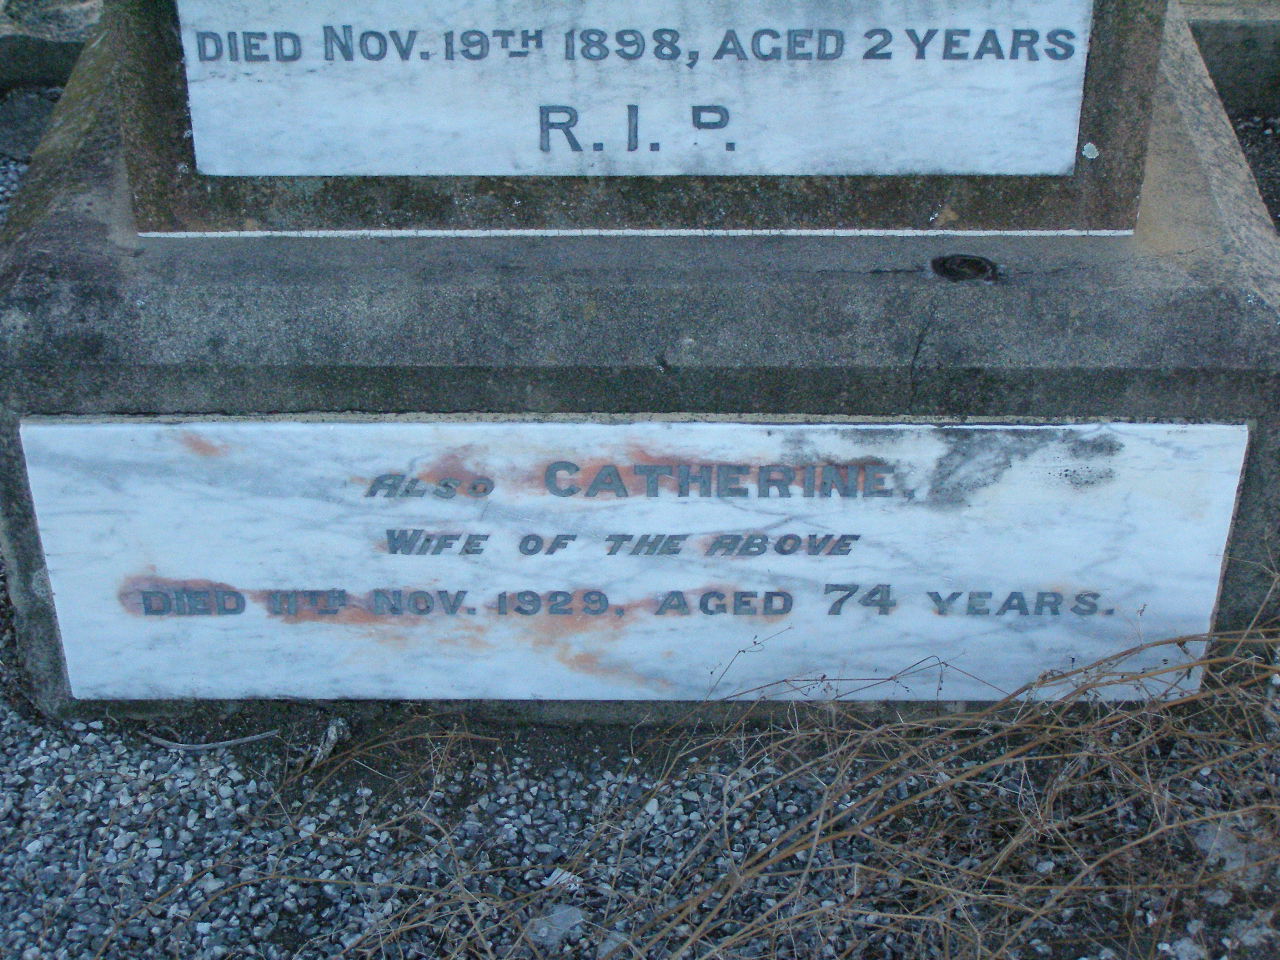 DIED NOV. 19TH 1898, AGED 2 YEARS
R.I.P.
ALSO CATHERINE,
WIFE OF THE ABOVE
DIED 11TH NOV. 1929, AGED 74 YEARS.